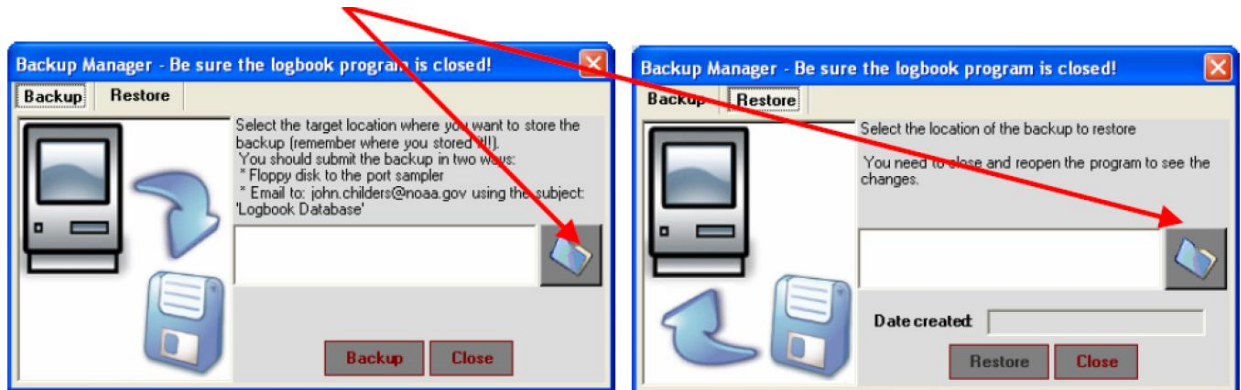 Backup Manager - Be sure the logbook program is closed!
Backup Restore
Select the target location where you want to store the
backup (remember where you stored it!!).
You should submit the backup in two ways:
* Floppy disk to the port sampler
* Email to: john.childers@noaa.gov using the subject:
'Logbook Database'
Backup Close
Backup Manager - Be sure the logbook program is closed!
Backup Restore
Select the location of the backup to restore
You need to close and reopen the program to see the
changes.
Date created:
Restore Close